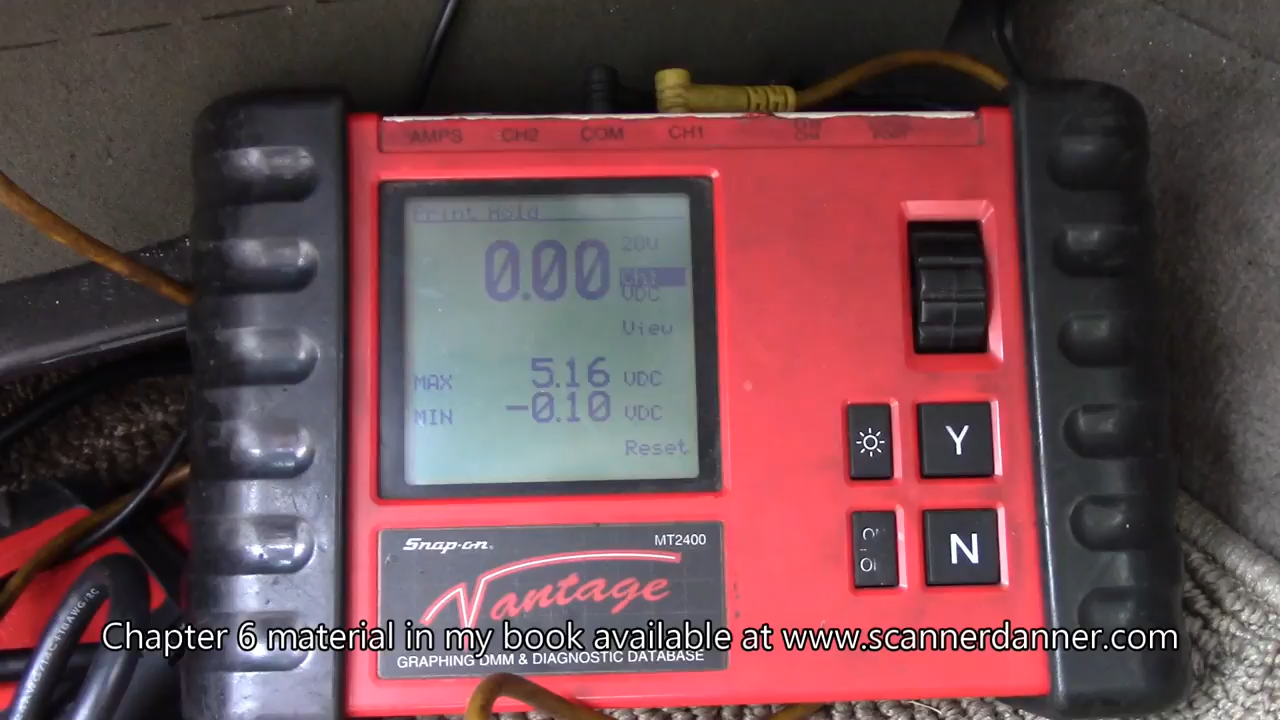 AMPS CH2 COM CH1
Print Hold
0.00 20V
Ch1
VDC
View
MAX 5.16 VDC
MIN -0.10 VDC
Reset
Y
N
Snap-on MT2400
Vantage
GRAPHING DMM & DIAGNOSTIC DATABASE
Chapter 6 material in my book available at www.scannerdanner.com